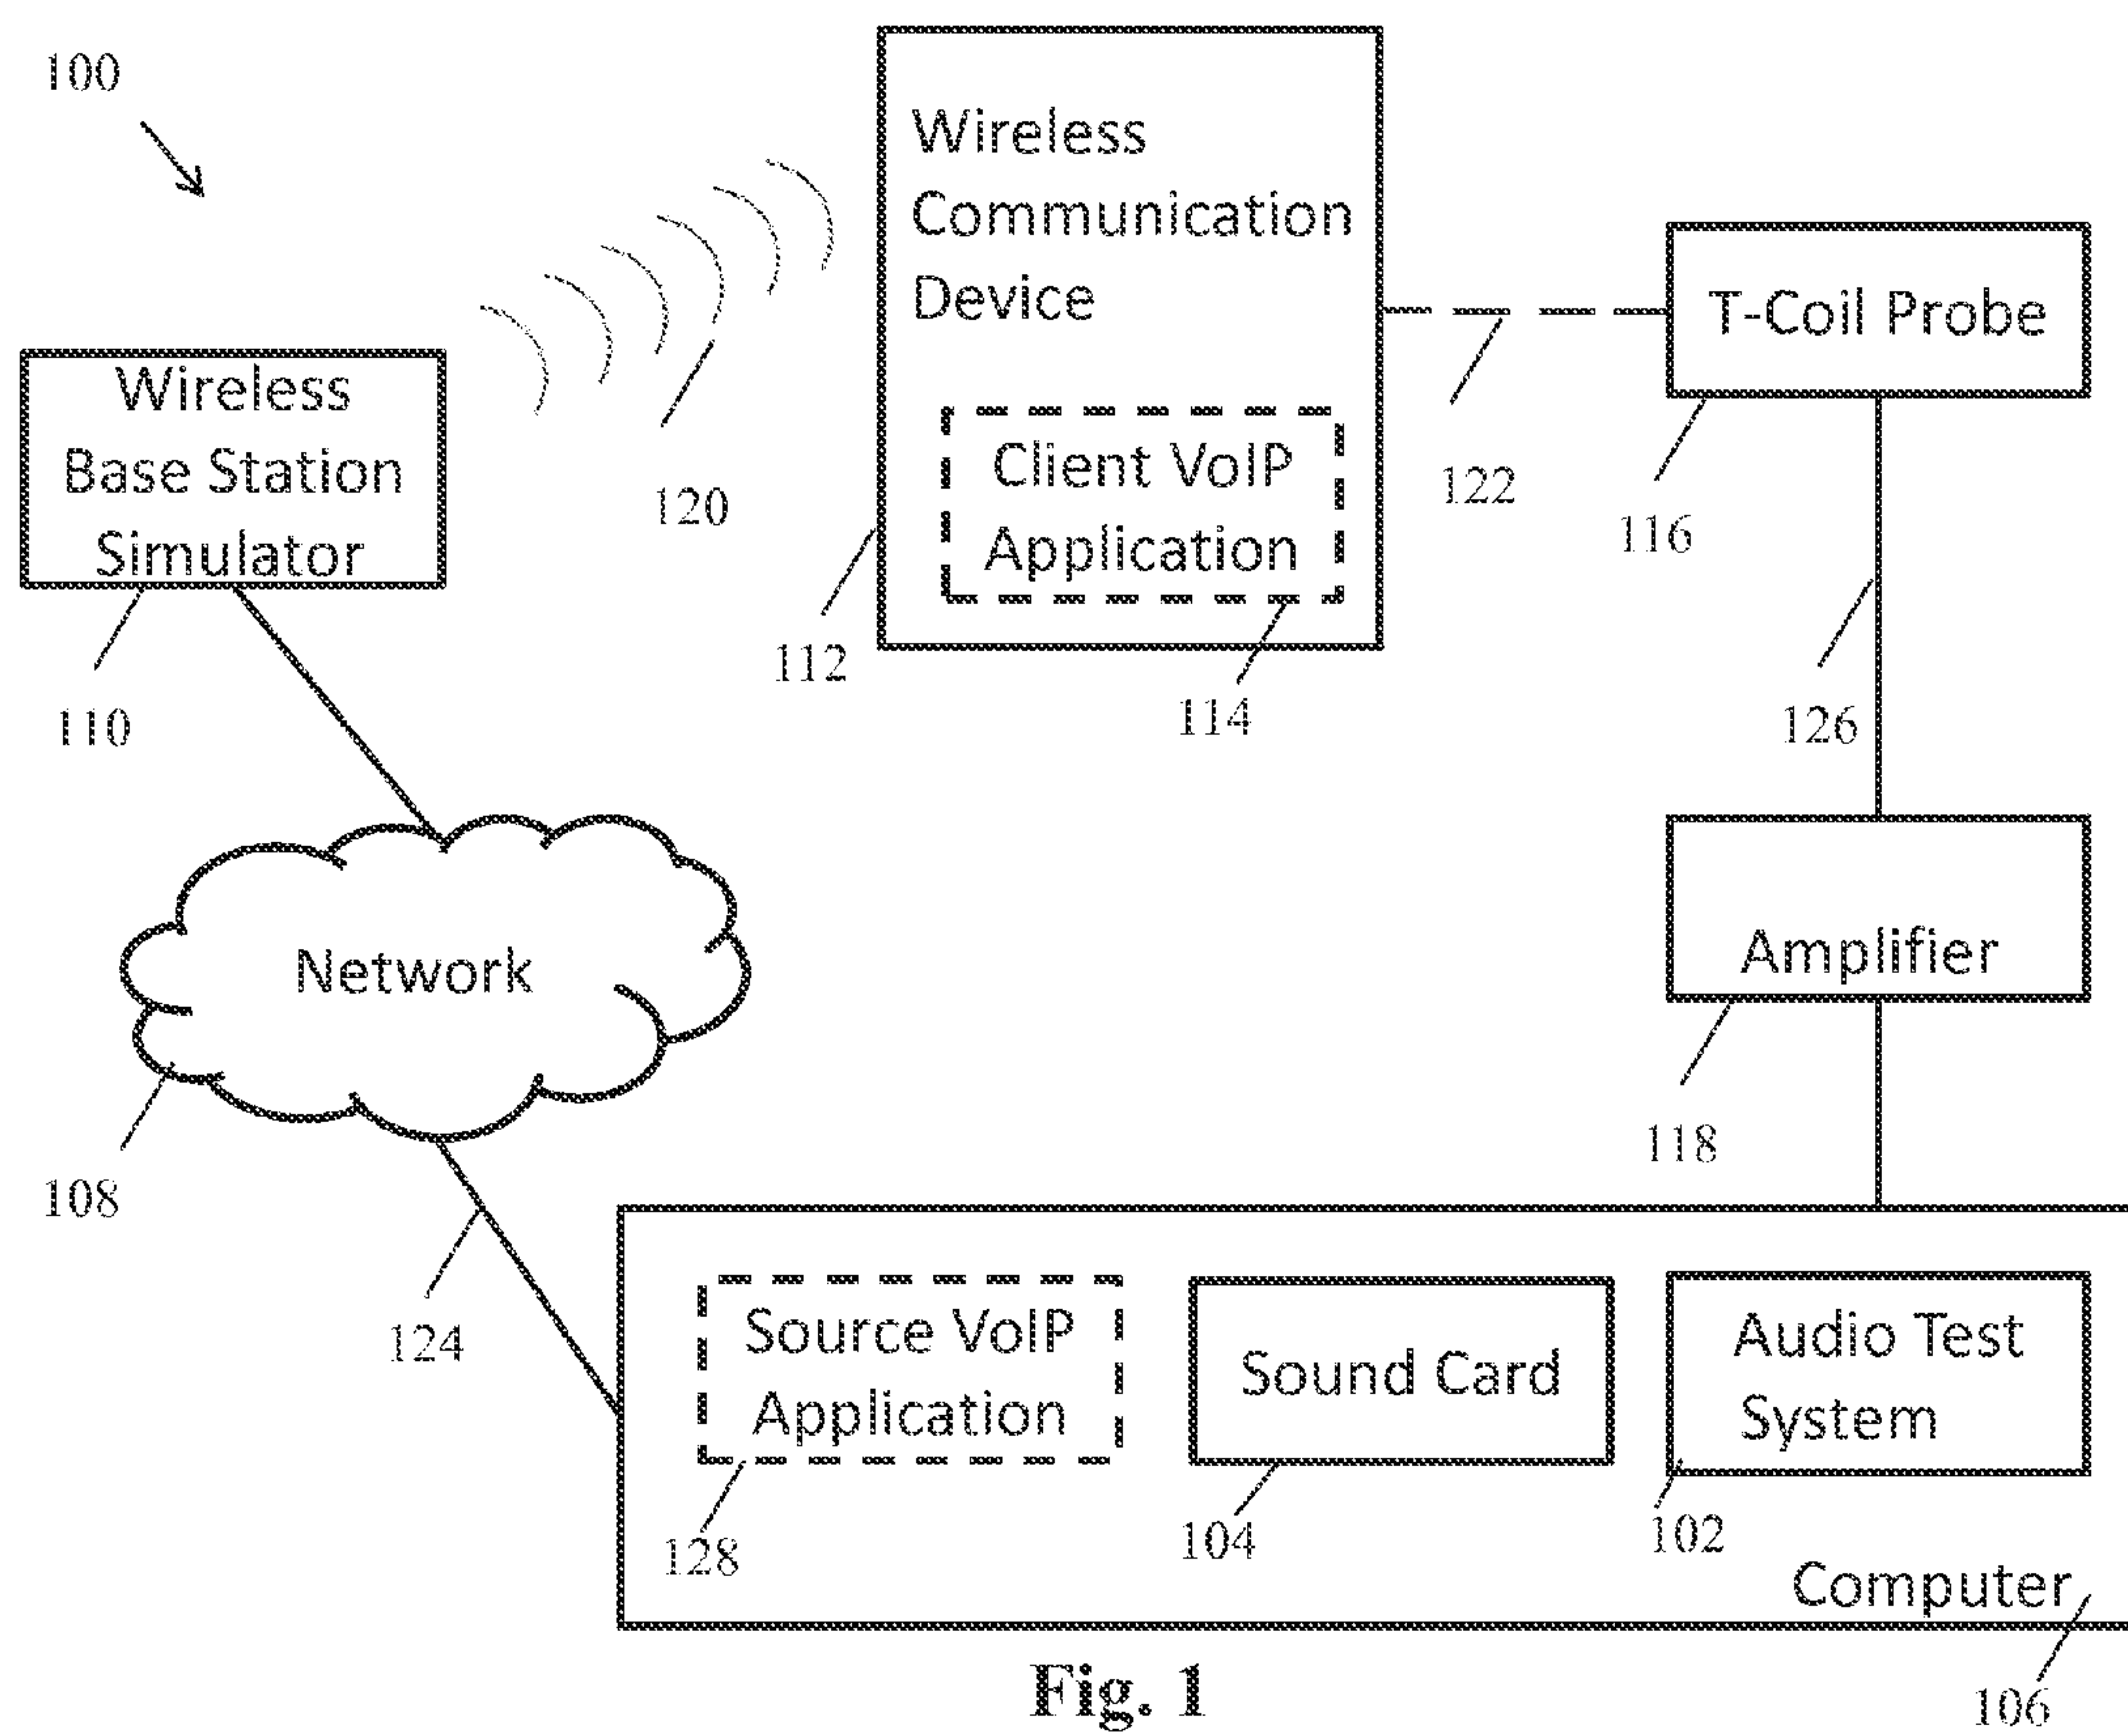 100
Wireless
Communication
Device
T-Coil Probe
Wireless
Base Station
Simulator
120
Client VoIP
Application
122
116
112
114
110
126
Network
Amplifier
108
118
124
Source VoIP
Application
Sound Card
Audio Test
System
128
104
102
Computer
106
Fig. 1